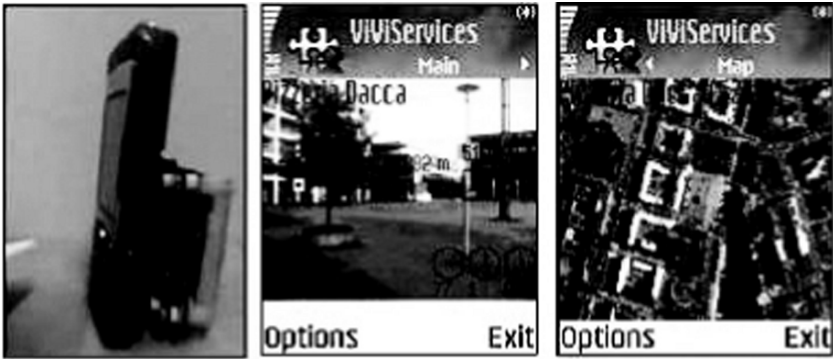 ViViServices
Main
Pizzeria Dacca
Options
Exit
ViViServices
Map
Options
Exit